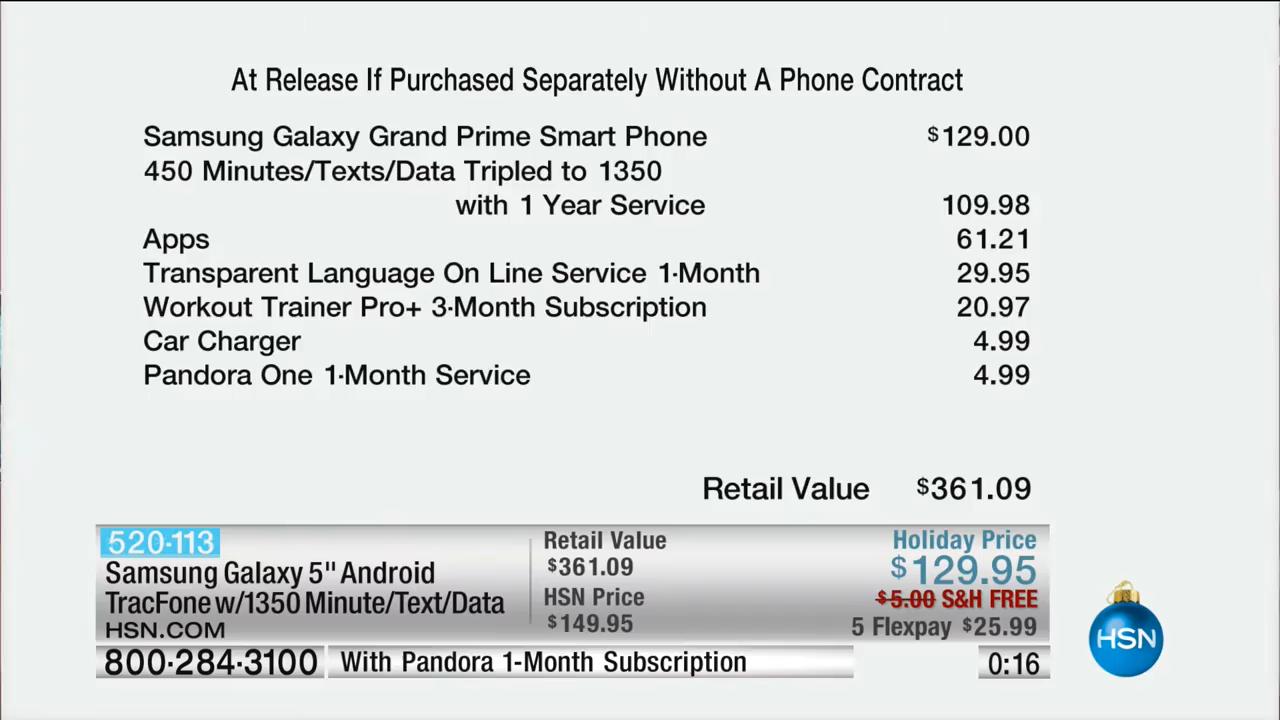 At Release If Purchased Separately Without A Phone Contract
Samsung Galaxy Grand Prime Smart Phone $129.00
450 Minutes/Texts/Data Tripled to 1350
with 1 Year Service 109.98
Apps 61.21
Transparent Language On Line Service 1-Month 29.95
Workout Trainer Pro+ 3-Month Subscription 20.97
Car Charger 4.99
Pandora One 1-Month Service 4.99
Retail Value $361.09
520-113
Samsung Galaxy 5" Android
TracFone w/1350 Minute/Text/Data
HSN.COM
Retail Value
$361.09
HSN Price
$149.95
Holiday Price
$129.95
$5.00 S&H FREE
5 Flexpay $25.99
800-284-3100
With Pandora 1-Month Subscription
0:16
HSN